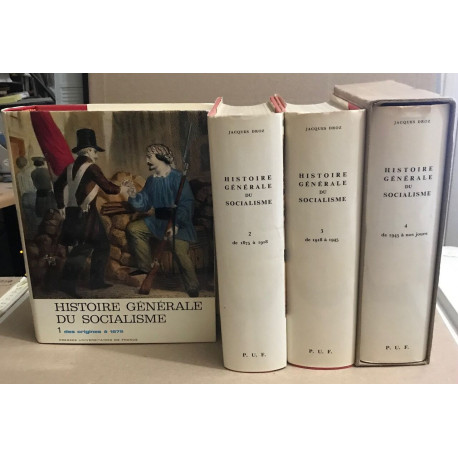 HISTOIRE GÉNÉRALE
DU SOCIALISME
1 des origines à 1875
PRESSES UNIVERSITAIRES DE FRANCE
JACQUES DROZ
HISTOIRE
GÉNÉRALE
DU
SOCIALISME
2
de 1875 à 1918
P. U. F.
JACQUES DROZ
HISTOIRE
GÉNÉRALE
DU
SOCIALISME
3
de 1918 à 1945
P. U. F.
JACQUES DROZ
HISTOIRE
GÉNÉRALE
DU
SOCIALISME
4
de 1945 à nos jours
P. U. F.